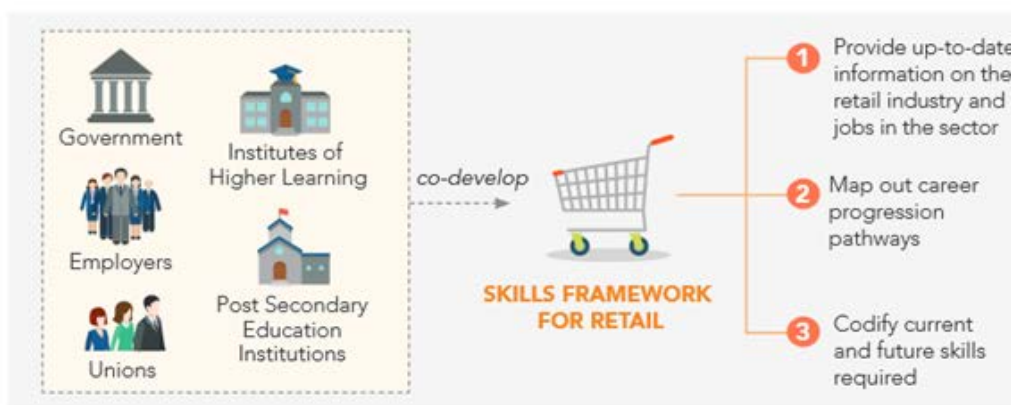 Government
Institutes of
Higher Learning
Employers
Post Secondary
Education
Institutions
Unions
co-develop
SKILLS FRAMEWORK
FOR RETAIL
1
Provide up-to-date
information on the
retail industry and
jobs in the sector
2
Map out career
progression
pathways
3
Codify current
and future skills
required